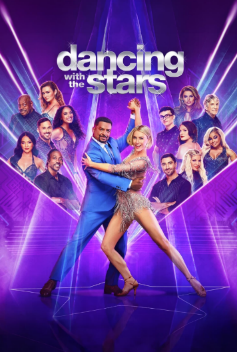 dancing
with the
stars